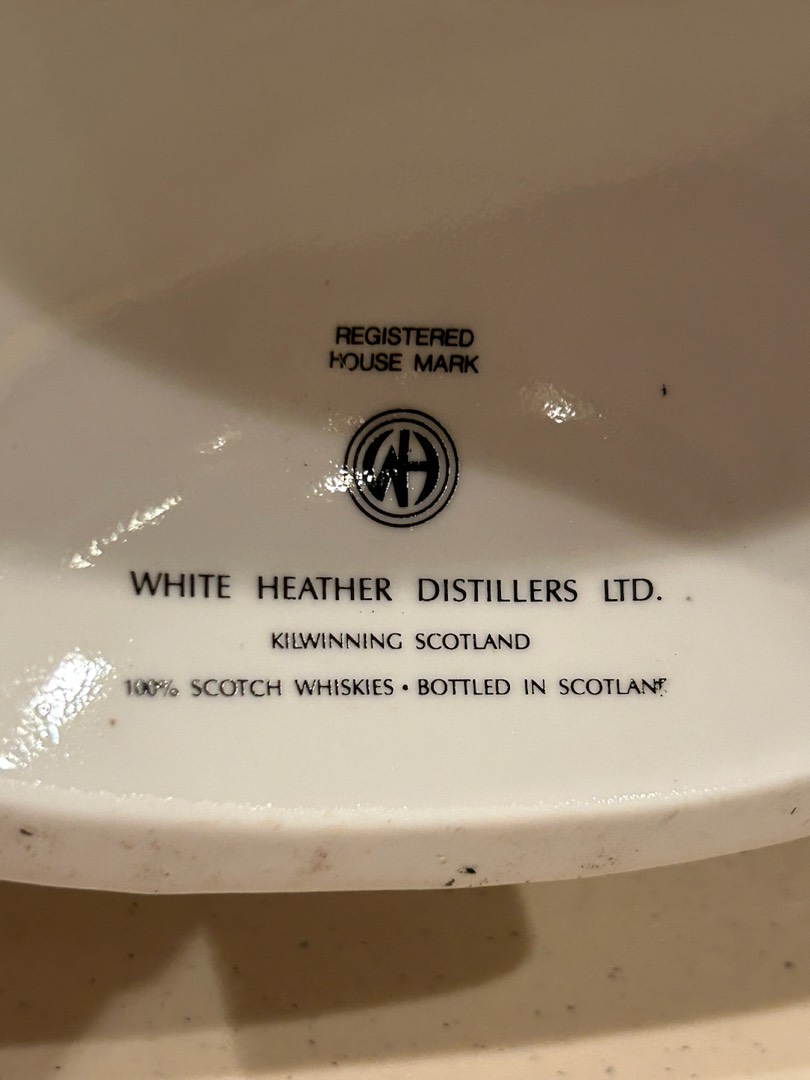 REGISTERED
HOUSE MARK
WH
WHITE HEATHER DISTILLERS LTD.
KILWINNING SCOTLAND
100% SCOTCH WHISKIES • BOTTLED IN SCOTLAND